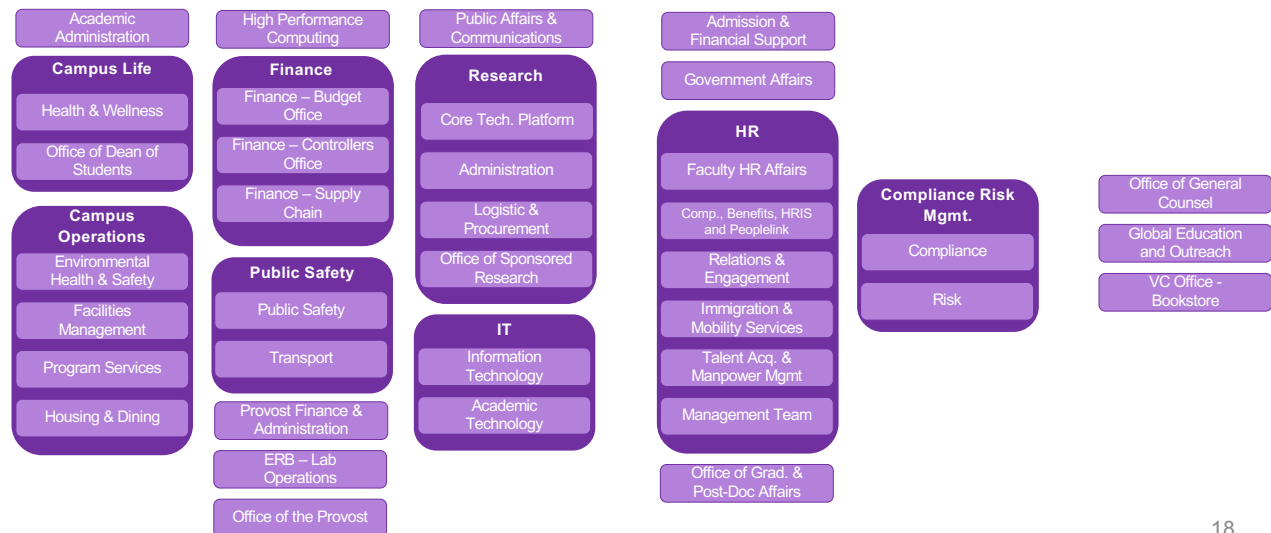 Academic
Administration
Campus Life
Health & Wellness
Office of Dean of
Students
Campus
Operations
Environmental
Health & Safety
Facilities
Management
Program Services
Housing & Dining
High Performance
Computing
Finance
Finance – Budget
Office
Finance – Controllers
Office
Finance – Supply
Chain
Public Safety
Public Safety
Transport
Provost Finance &
Administration
ERB – Lab
Operations
Office of the Provost
Public Affairs &
Communications
Research
Core Tech. Platform
Administration
Logistic &
Procurement
Office of Sponsored
Research
IT
Information
Technology
Academic
Technology
Admission &
Financial Support
Government Affairs
HR
Faculty HR Affairs
Comp., Benefits, HRIS
and Peoplelink
Relations &
Engagement
Immigration &
Mobility Services
Talent Acq. &
Manpower Mgmt
Management Team
Office of Grad. &
Post-Doc Affairs
Compliance Risk
Mgmt.
Compliance
Risk
Office of General
Counsel
Global Education
and Outreach
VC Office -
Bookstore
18